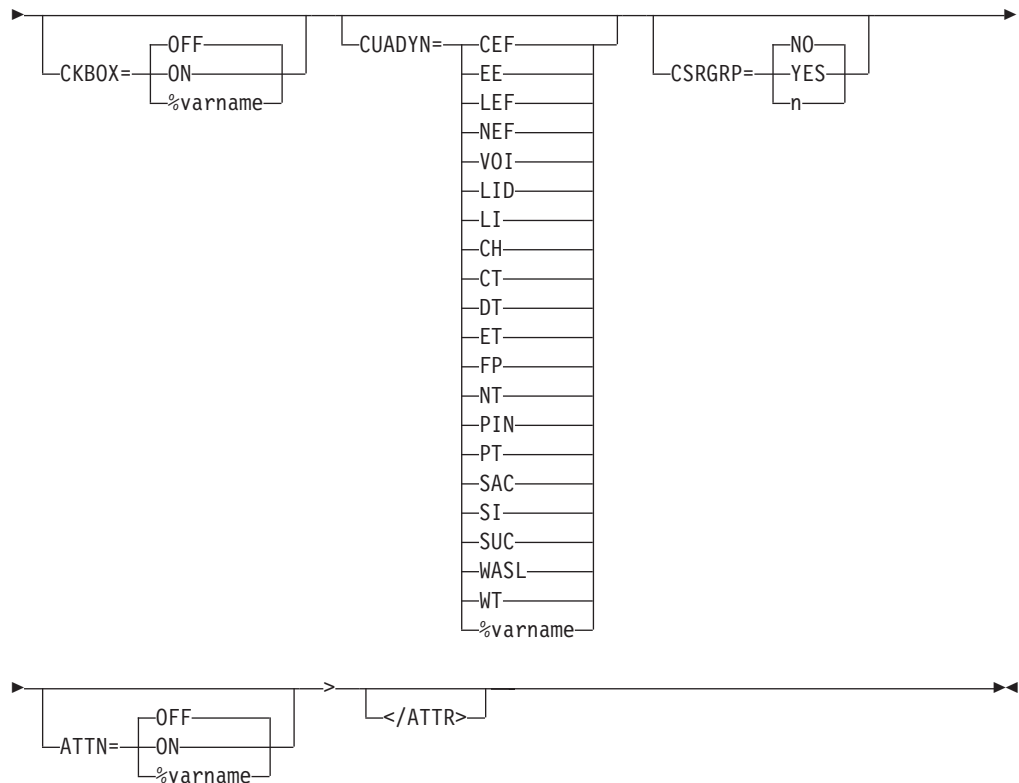 OFF
CKBOX= ON
%varname
CUADYN= CEF
EE
LEF
NEF
VOI
LID
LI
CH
CT
DT
ET
FP
NT
PIN
PT
SAC
SI
SUC
WASL
WT
%varname
NO
CSRGRP= YES
n
OFF
ATTN= ON
%varname
>
</ATTR>